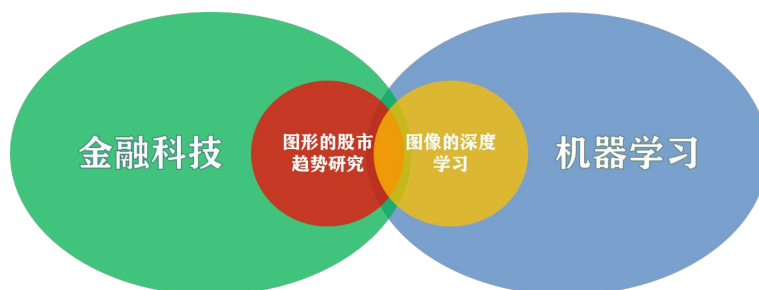 金融科技
图形的股市
趋势研究
图像的深度
学习
机器学习